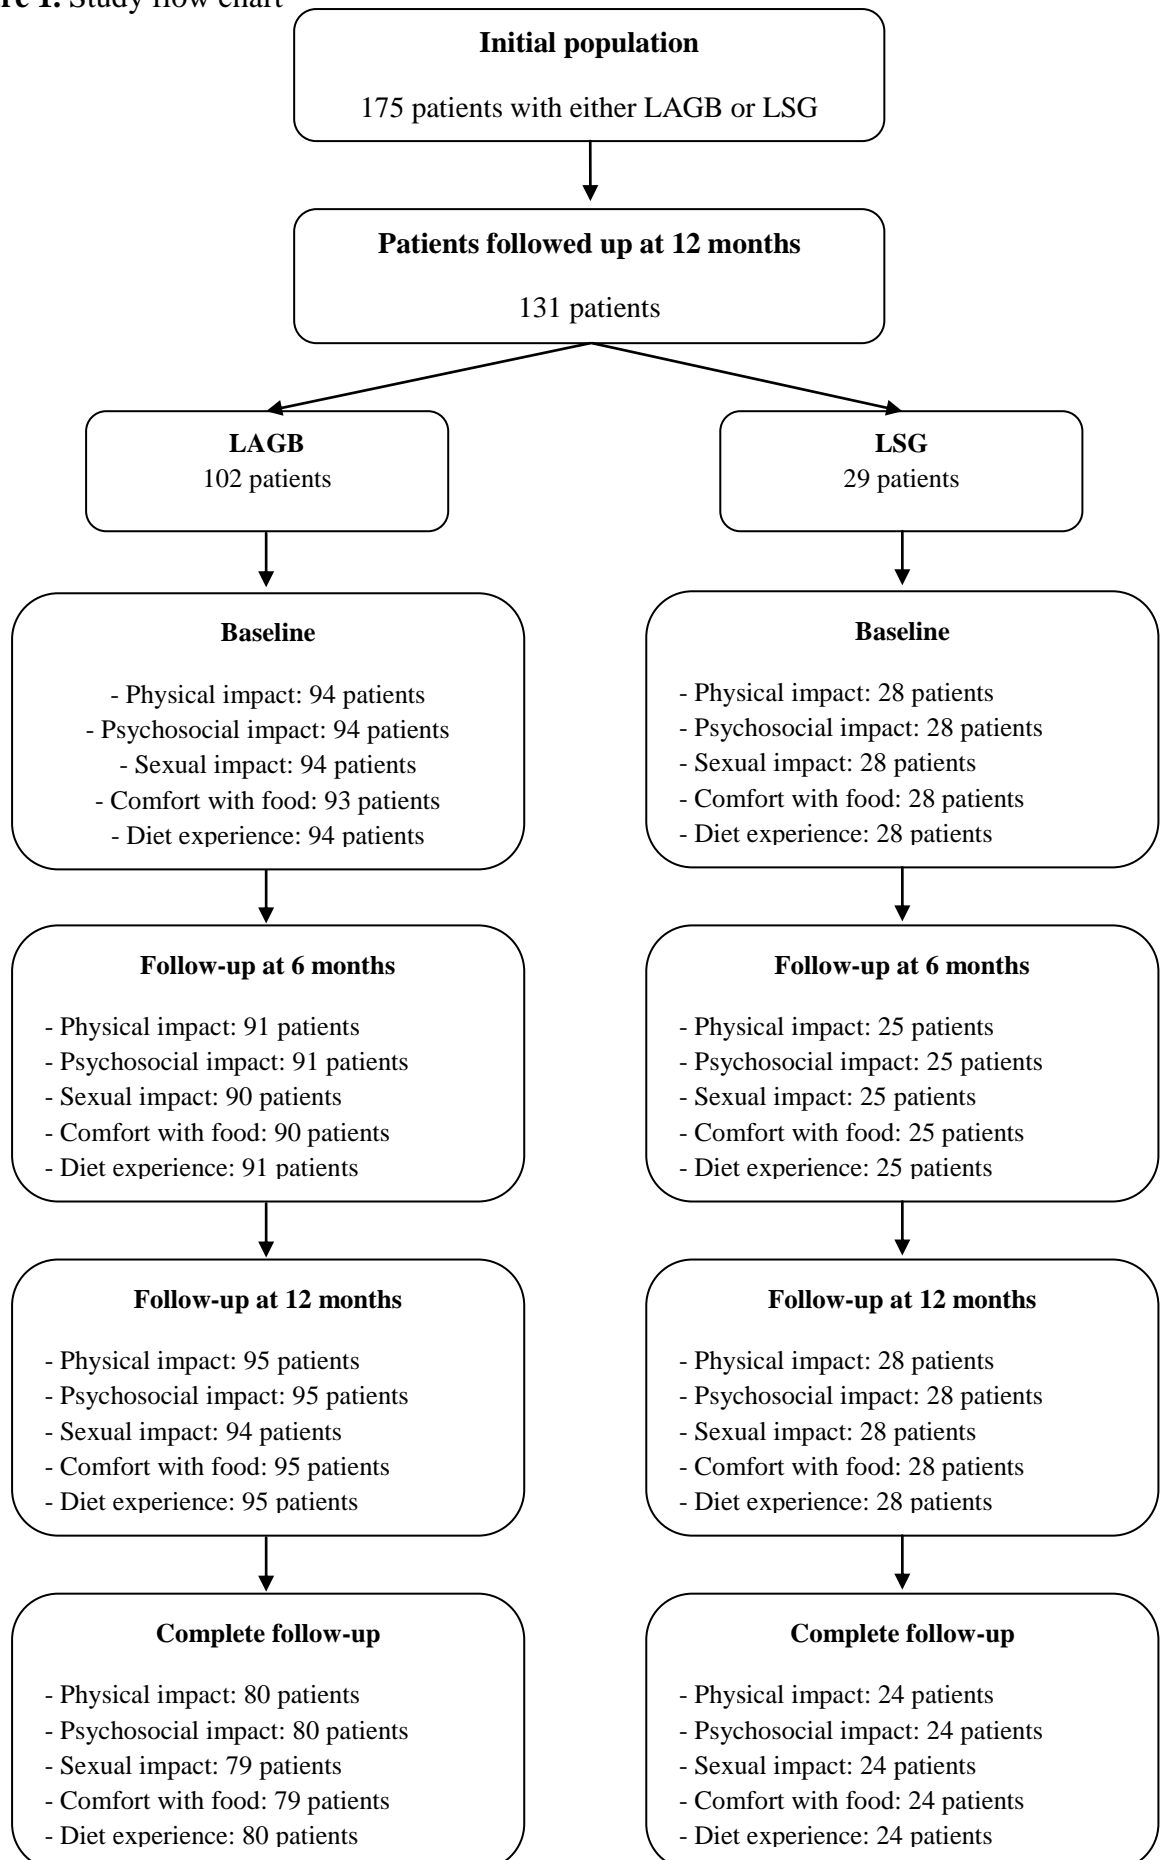 1. Study flow chart
Initial population
175 patients with either LAGB or LSG
Patients followed up at 12 months
131 patients
LAGB
102 patients
LSG
29 patients
Baseline
- Physical impact: 94 patients
- Psychosocial impact: 94 patients
- Sexual impact: 94 patients
- Comfort with food: 93 patients
- Diet experience: 94 patients
Baseline
- Physical impact: 28 patients
- Psychosocial impact: 28 patients
- Sexual impact: 28 patients
- Comfort with food: 28 patients
- Diet experience: 28 patients
Follow-up at 6 months
- Physical impact: 91 patients
- Psychosocial impact: 91 patients
- Sexual impact: 90 patients
- Comfort with food: 90 patients
- Diet experience: 91 patients
Follow-up at 6 months
- Physical impact: 25 patients
- Psychosocial impact: 25 patients
- Sexual impact: 25 patients
- Comfort with food: 25 patients
- Diet experience: 25 patients
Follow-up at 12 months
- Physical impact: 95 patients
- Psychosocial impact: 95 patients
- Sexual impact: 94 patients
- Comfort with food: 95 patients
- Diet experience: 95 patients
Follow-up at 12 months
- Physical impact: 28 patients
- Psychosocial impact: 28 patients
- Sexual impact: 28 patients
- Comfort with food: 28 patients
- Diet experience: 28 patients
Complete follow-up
- Physical impact: 80 patients
- Psychosocial impact: 80 patients
- Sexual impact: 79 patients
- Comfort with food: 79 patients
- Diet experience: 80 patients
Complete follow-up
- Physical impact: 24 patients
- Psychosocial impact: 24 patients
- Sexual impact: 24 patients
- Comfort with food: 24 patients
- Diet experience: 24 patients